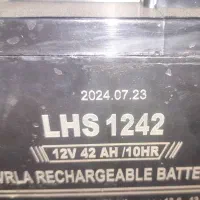 2024.07.23
LHS 1242
12V 42 AH /10HR
VRLA RECHARGEABLE BATTE